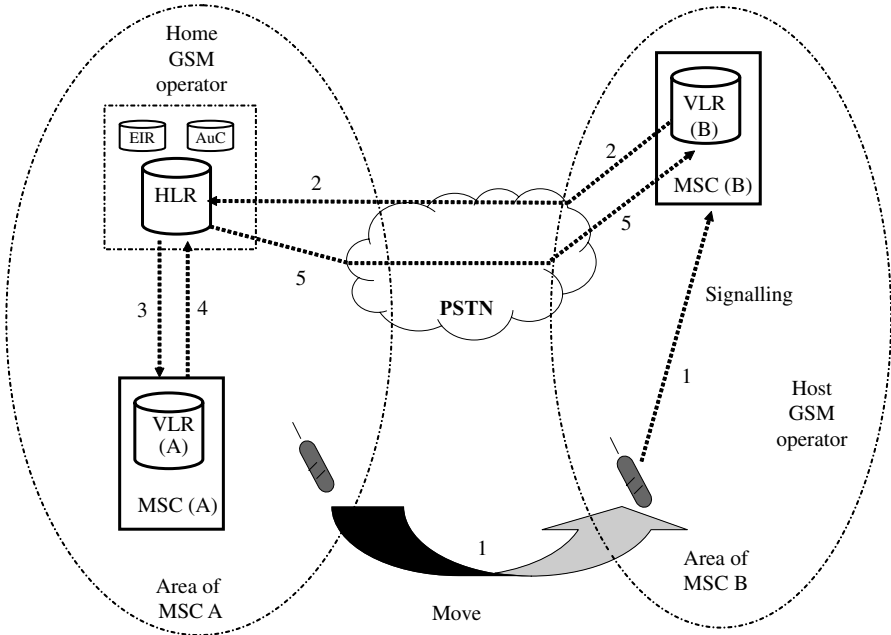 Home
GSM
operator
EIR
AuC
HLR
2
2
VLR
(B)
MSC (B)
5
5
PSTN
3
4
Signalling
1
VLR
(A)
MSC (A)
Host
GSM
operator
1
Area of
MSC A
Move
Area of
MSC B